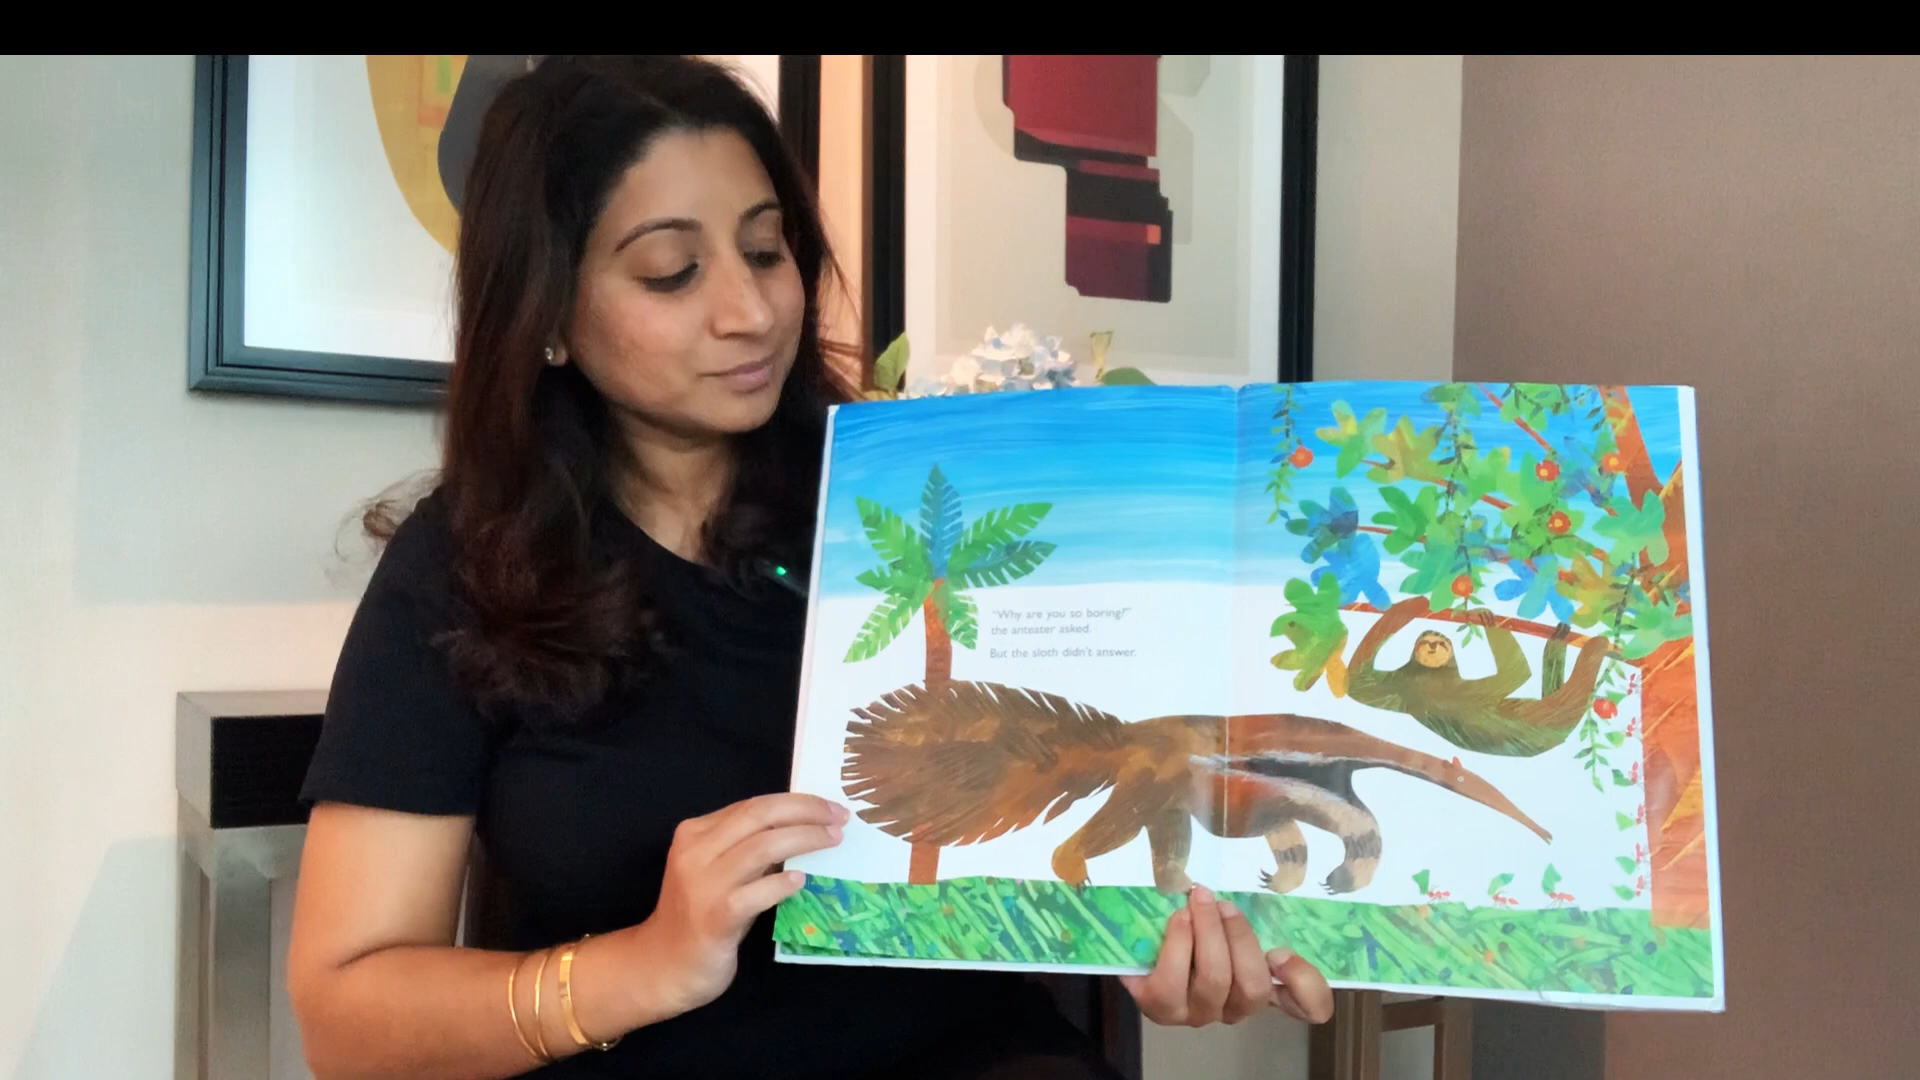 "Why are you so boring?"
the anteater asked.
But the sloth didn't answer.